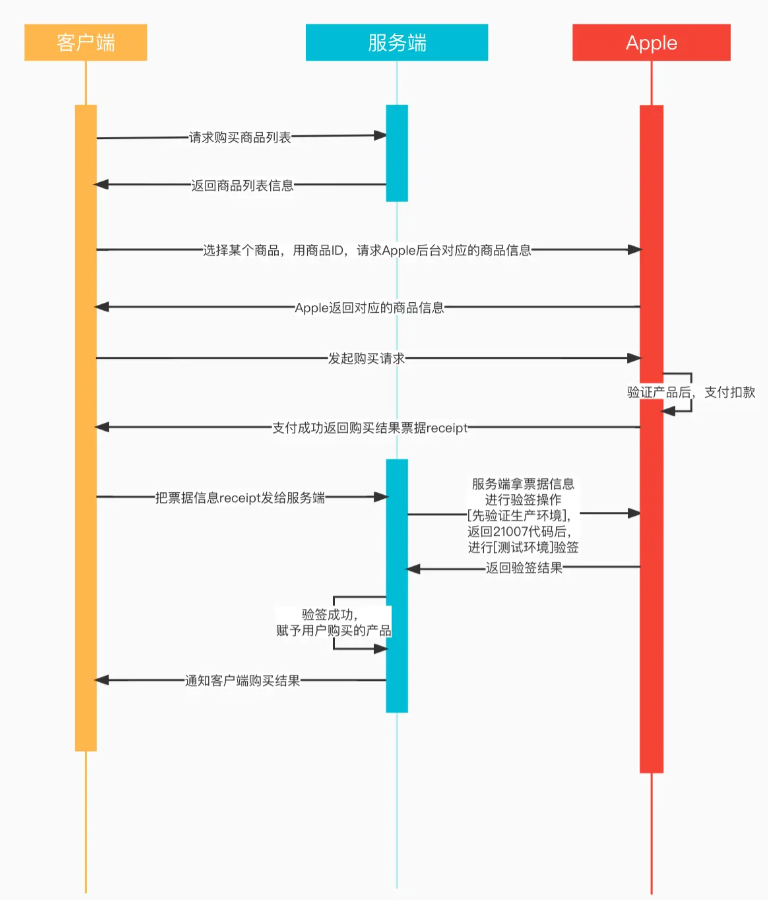 客户端
服务端
Apple
请求购买商品列表
返回商品列表信息
选择某个商品，用商品ID，请求Apple后台对应的商品信息
Apple返回对应的商品信息
发起购买请求
验证产品后，支付扣款
支付成功返回购买结果票据receipt
把票据信息receipt发给服务端
服务端拿票据信息
进行验签操作
[先验证生产环境],
返回21007代码后，
进行[测试环境]验签
返回验签结果
验签成功，
赋予用户购买的产品
通知客户端购买结果